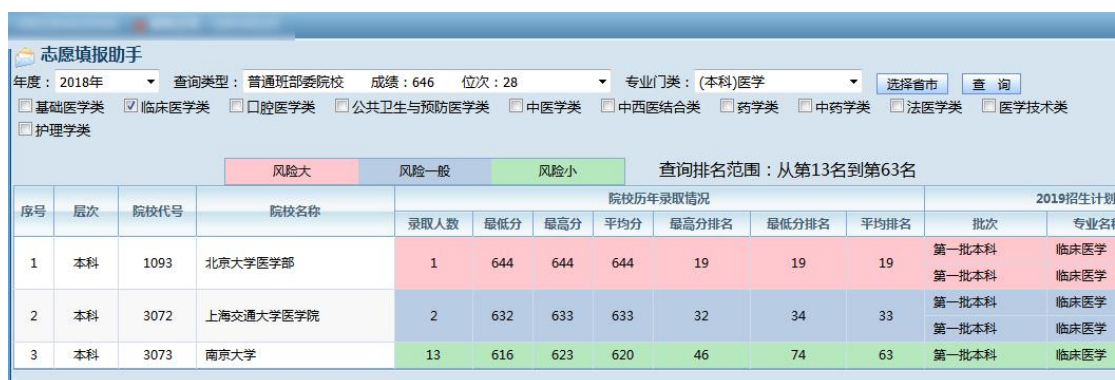 志愿填报助手
年度：2018年 查询类型：普通班部委院校 成绩：646 位次：28 专业门类：(本科)医学 选择省市 查 询
基础医学类 临床医学类 口腔医学类 公共卫生与预防医学类 中医学类 中西医结合类 药学类 中药学类 法医学类 医学技术类
护理学类
风险大 风险一般 风险小 查询排名范围：从第13名到第63名
序号 层次 院校代号 院校名称 院校历年录取情况 2019招生计划
录取人数 最低分 最高分 平均分 最高分排名 最低分排名 平均排名 批次 专业名称
1 本科 1093 北京大学医学部 1 644 644 644 19 19 19 第一批本科 临床医学
第一批本科 临床医学
2 本科 3072 上海交通大学医学院 2 632 633 633 32 34 33 第一批本科 临床医学
第一批本科 临床医学
3 本科 3073 南京大学 13 616 623 620 46 74 63 第一批本科 临床医学